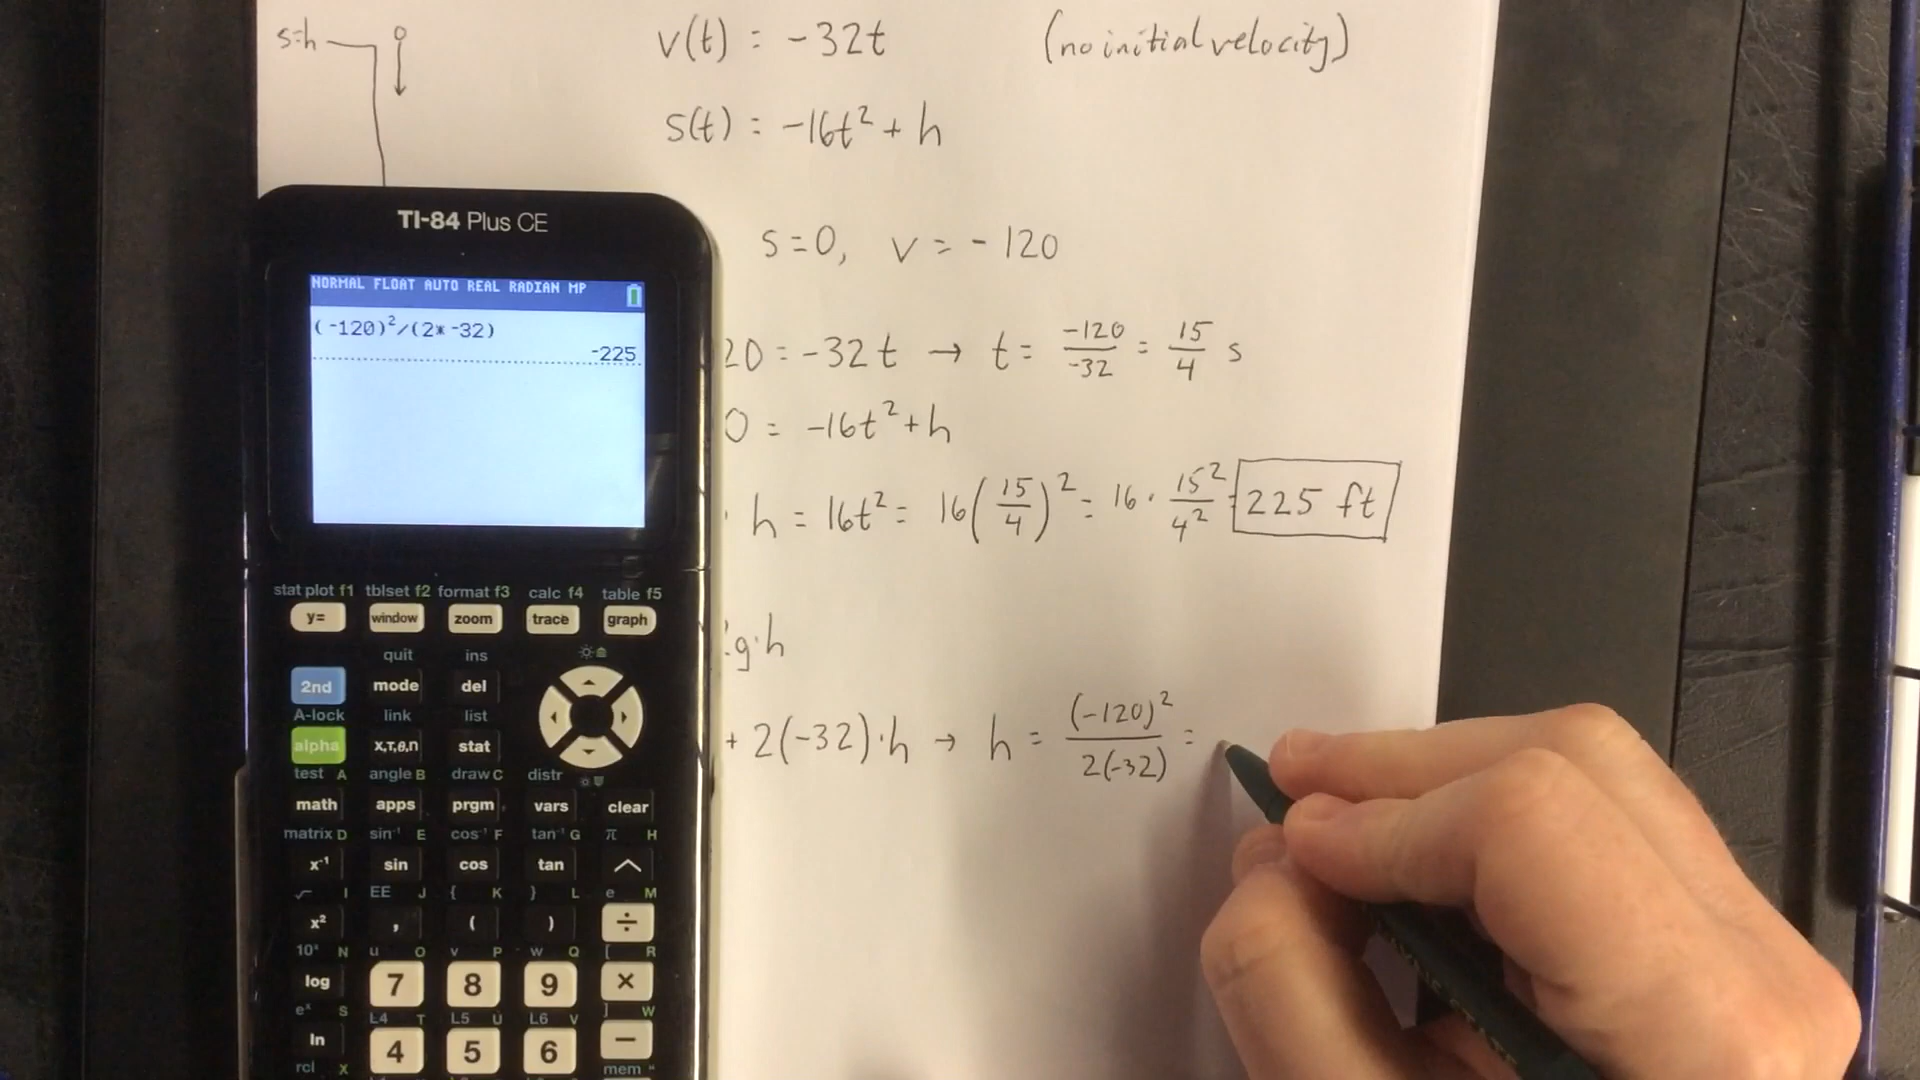 s=h
v(t) = -32t (no initial velocity)
s(t) = -16t² + h
s=0, v = -120
20 = -32t → t = -120/-32 = 15/4 s
0 = -16t² + h
h = 16t² = 16(15/4)² = 16 · 15²/4² = 225 ft
g·h
+ 2(-32)·h → h = (-120)²/2(-32) =
TI-84 Plus CE
NORMAL FLOAT AUTO REAL RADIAN MP
(-120)²/(2*-32)
-225
stat plot f1 tblset f2 format f3 calc f4 table f5
y= window zoom trace graph
quit ins
2nd mode del
A-lock link list
alpha x,T,θ,n stat
test A angle B draw C distr
math apps prgm vars clear
matrix D sin⁻¹ E cos⁻¹ F tan⁻¹ G π H
x⁻¹ sin cos tan ^
√ I EE J { K } L e M
x² , ( ) ÷
10ˣ N u O v P w Q [ R
log 7 8 9 ×
eˣ S L4 T L5 U L6 V ] W
ln 4 5 6 −
rcl X mem "